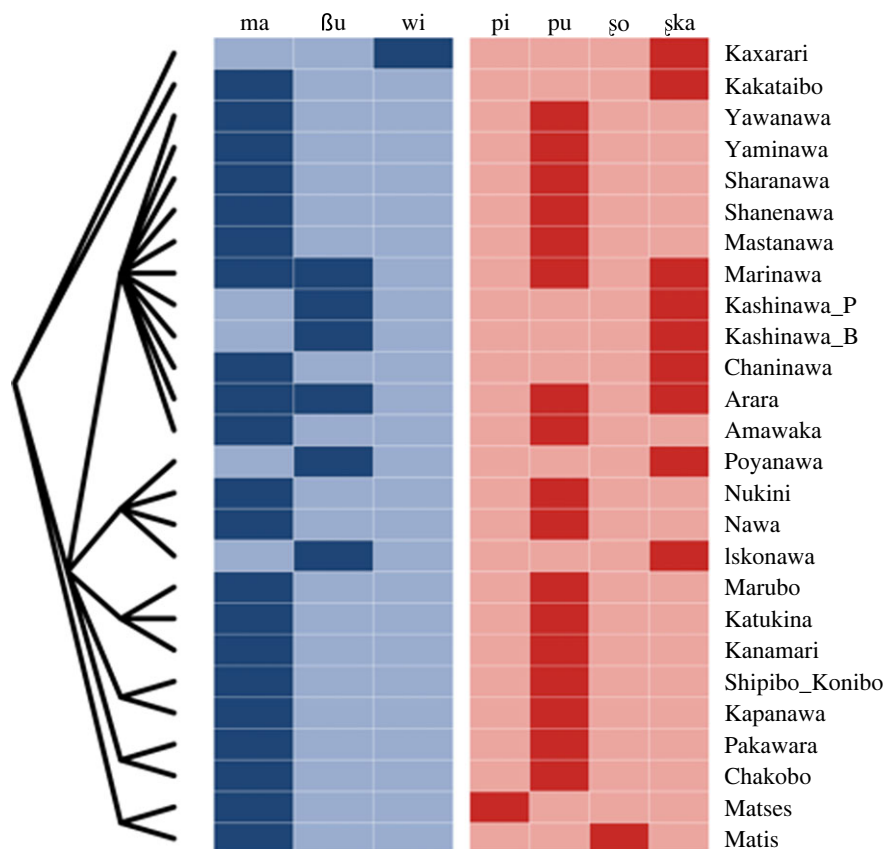 ma ßu wi pi pu ʂo ʂka
Kaxarari
Kakataibo
Yawanawa
Yaminawa
Sharanawa
Shanenawa
Mastanawa
Marinawa
Kashinawa_P
Kashinawa_B
Chaninawa
Arara
Amawaka
Poyanawa
Nukini
Nawa
lskonawa
Marubo
Katukina
Kanamari
Shipibo_Konibo
Kapanawa
Pakawara
Chakobo
Matses
Matis